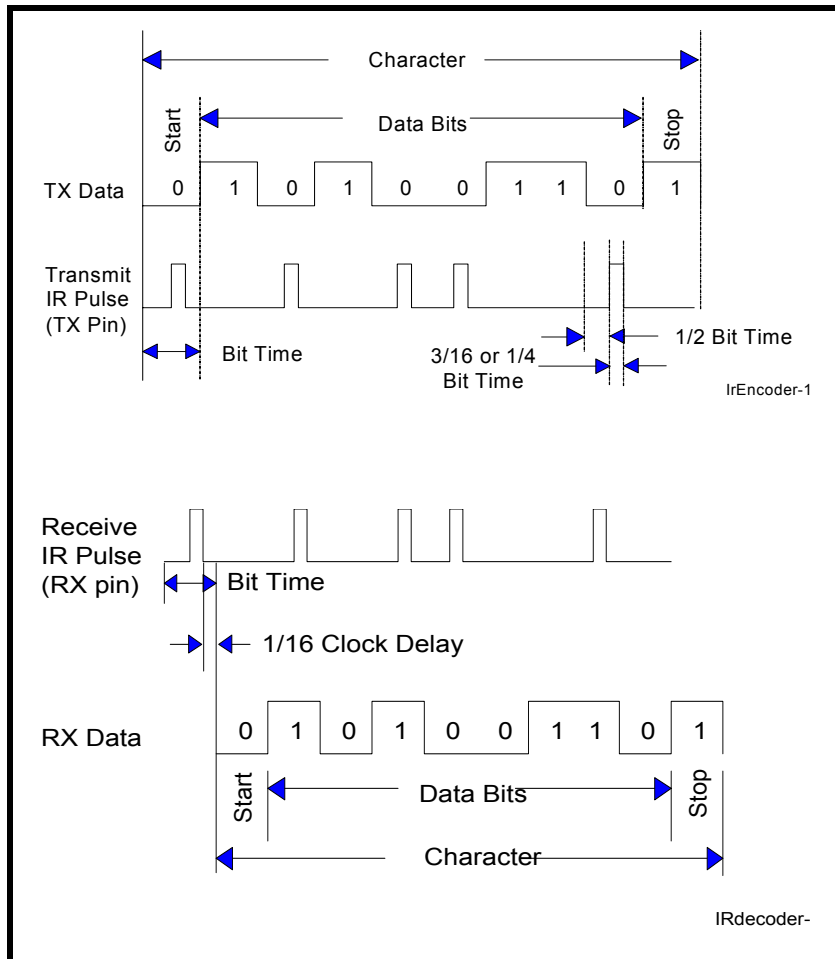 Character
Start
Data Bits
Stop
TX Data 0 1 0 1 0 0 1 1 0 1
Transmit
IR Pulse
(TX Pin)
Bit Time
1/2 Bit Time
3/16 or 1/4
Bit Time
IrEncoder-1
Receive
IR Pulse
(RX pin)
Bit Time
1/16 Clock Delay
RX Data 0 1 0 1 0 0 1 1 0 1
Start
Data Bits
Stop
Character
IRdecoder-